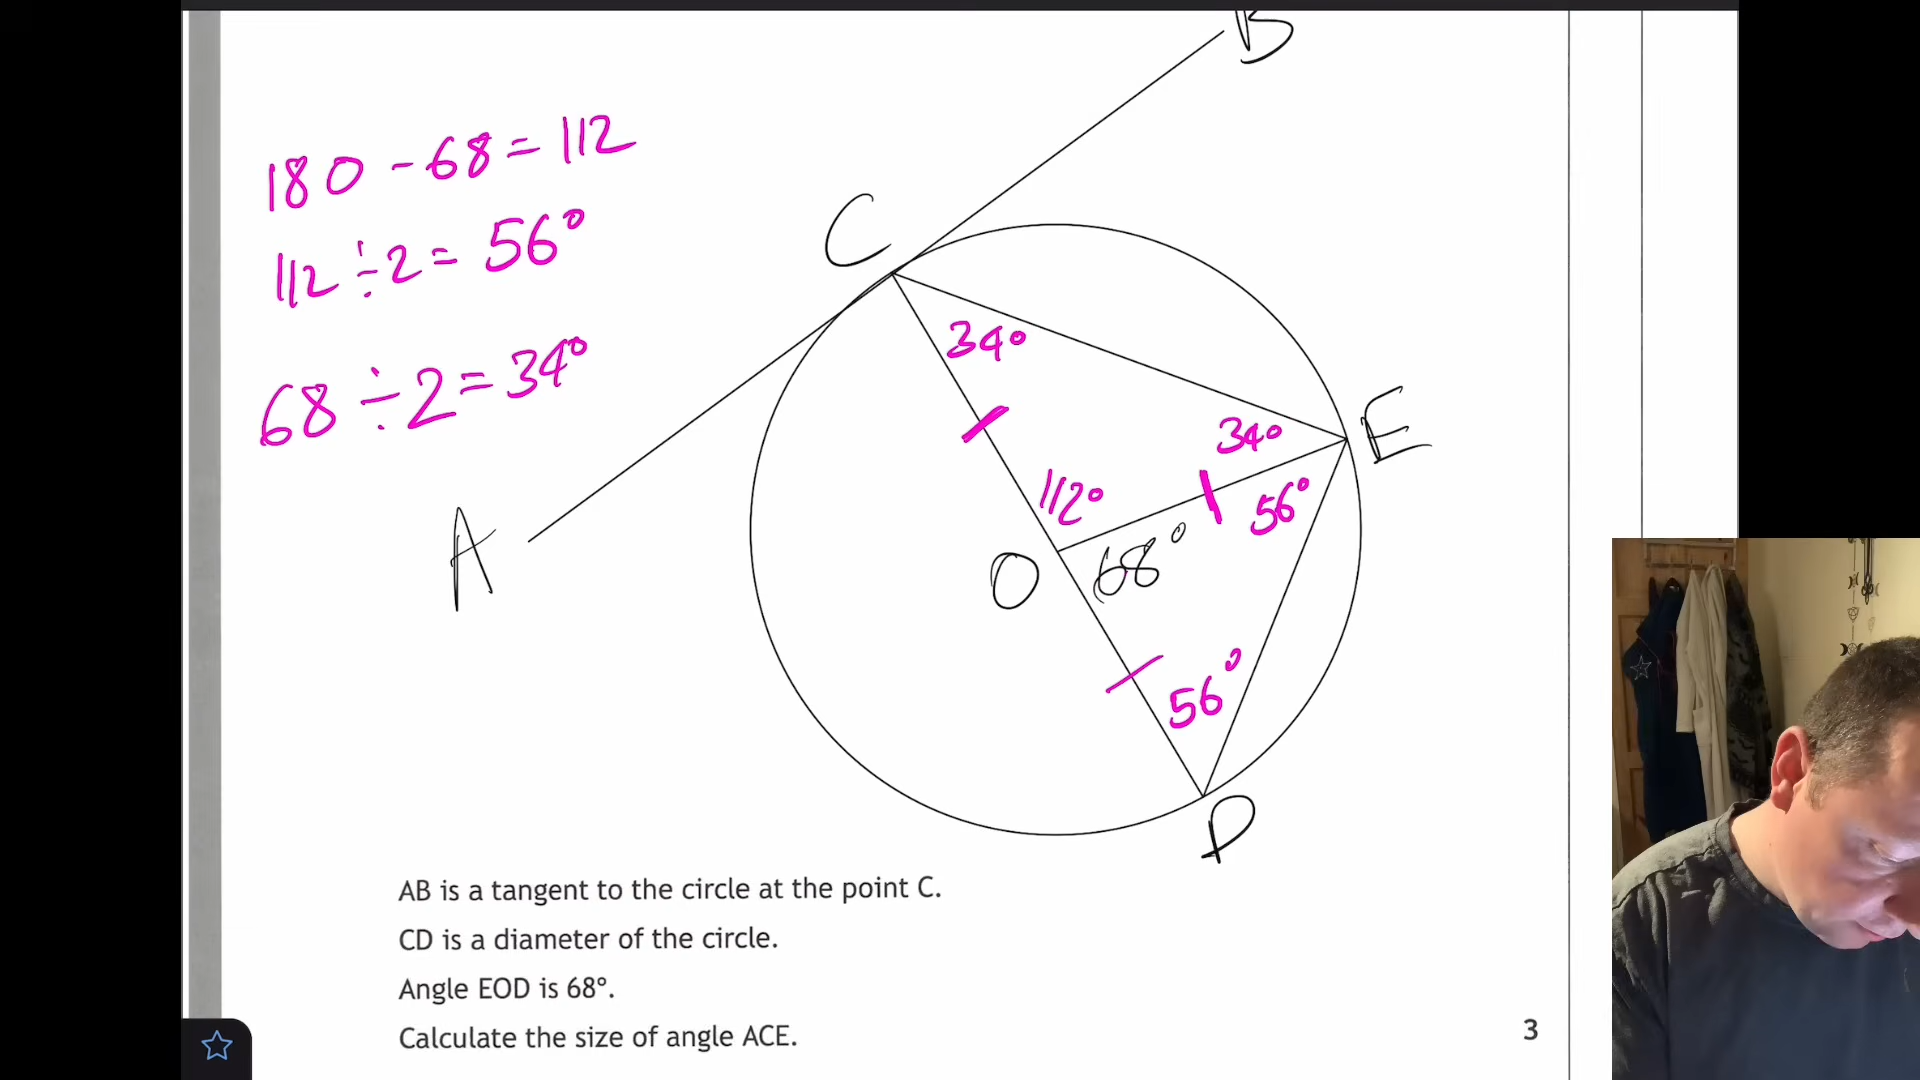 B
180 - 68 = 112
C
112 ÷ 2 = 56°
34°
68 ÷ 2 = 34°
E
34°
112°
56°
A
O
68°
56°
D
AB is a tangent to the circle at the point C.
CD is a diameter of the circle.
Angle EOD is 68°.
Calculate the size of angle ACE.
3